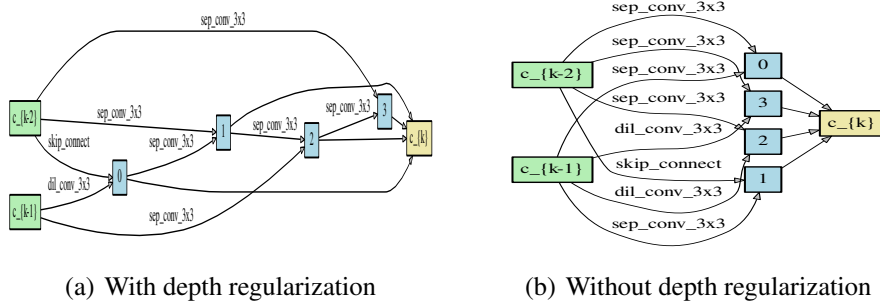 sep_conv_3x3
c_{k-2}
sep_conv_3x3
skip_connect
1
sep_conv_3x3
sep_conv_3x3
3
sep_conv_3x3
2
c_{k}
0
dil_conv_3x3
c_{k-1}
sep_conv_3x3
(a) With depth regularization
sep_conv_3x3
sep_conv_3x3
c_{k-2}
0
sep_conv_3x3
sep_conv_3x3
3
c_{k}
dil_conv_3x3
2
skip_connect
c_{k-1}
1
dil_conv_3x3
sep_conv_3x3
(b) Without depth regularization